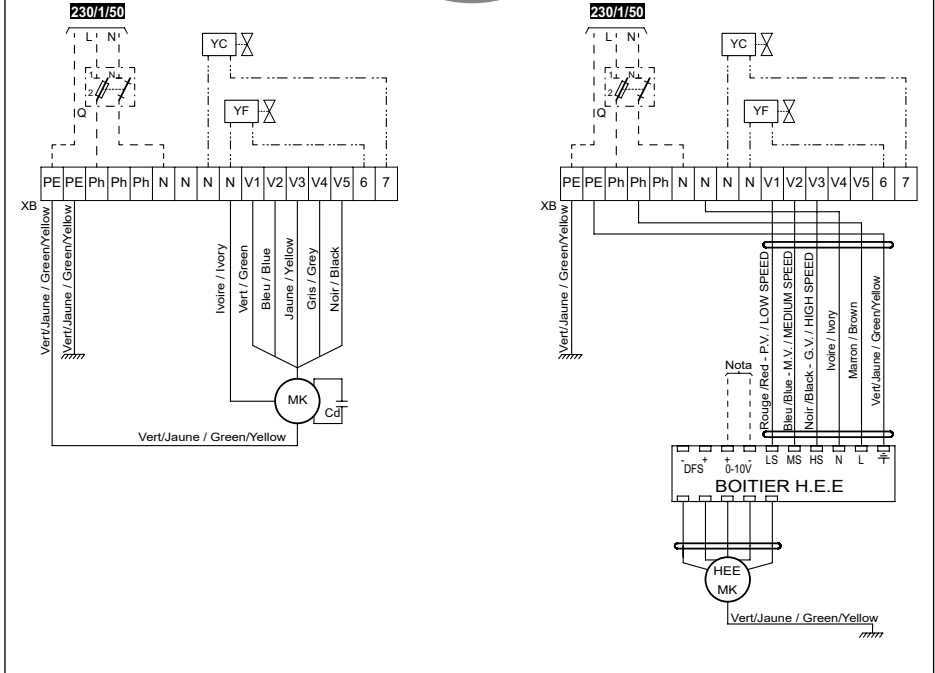 230/1/50
L N
1 N
2
Q
YC
YF
PE PE Ph Ph Ph N N N N V1 V2 V3 V4 V5 6 7
XB
Vert/Jaune / Green/Yellow
Vert/Jaune / Green/Yellow
Ivoire / Ivory
Vert / Green
Bleu / Blue
Jaune / Yellow
Gris / Grey
Noir / Black
MK
Cd
Vert/Jaune / Green/Yellow
230/1/50
L N
1 N
2
Q
YC
YF
PE PE Ph Ph Ph N N N N V1 V2 V3 V4 V5 6 7
XB
Vert/Jaune / Green/Yellow
Rouge /Red - P.V. / LOW SPEED
Bleu /Blue - M.V. / MEDIUM SPEED
Noir /Black - G.V. / HIGH SPEED
Ivoire / Ivory
Marron / Brown
Vert/Jaune / Green/Yellow
Nota
- + + - LS MS HS N L
DFS 0-10V
BOITIER H.E.E
HEE
MK
Vert/Jaune / Green/Yellow